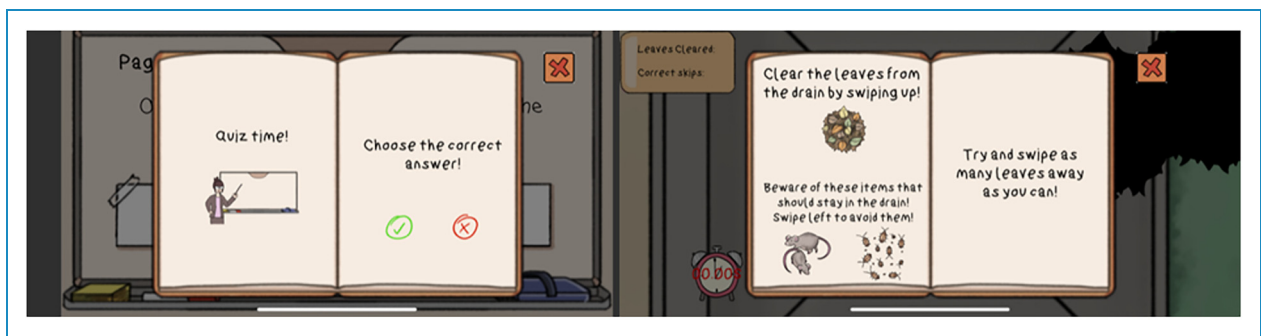 Pag
O
ne
Quiz time!
Choose the correct
answer!
Leaves Cleared:
Correct skips:
Clear the leaves from
the drain by swiping up!
Beware of these items that
should stay in the drain!
Swipe left to avoid them!
Try and swipe as
many leaves away
as you can!